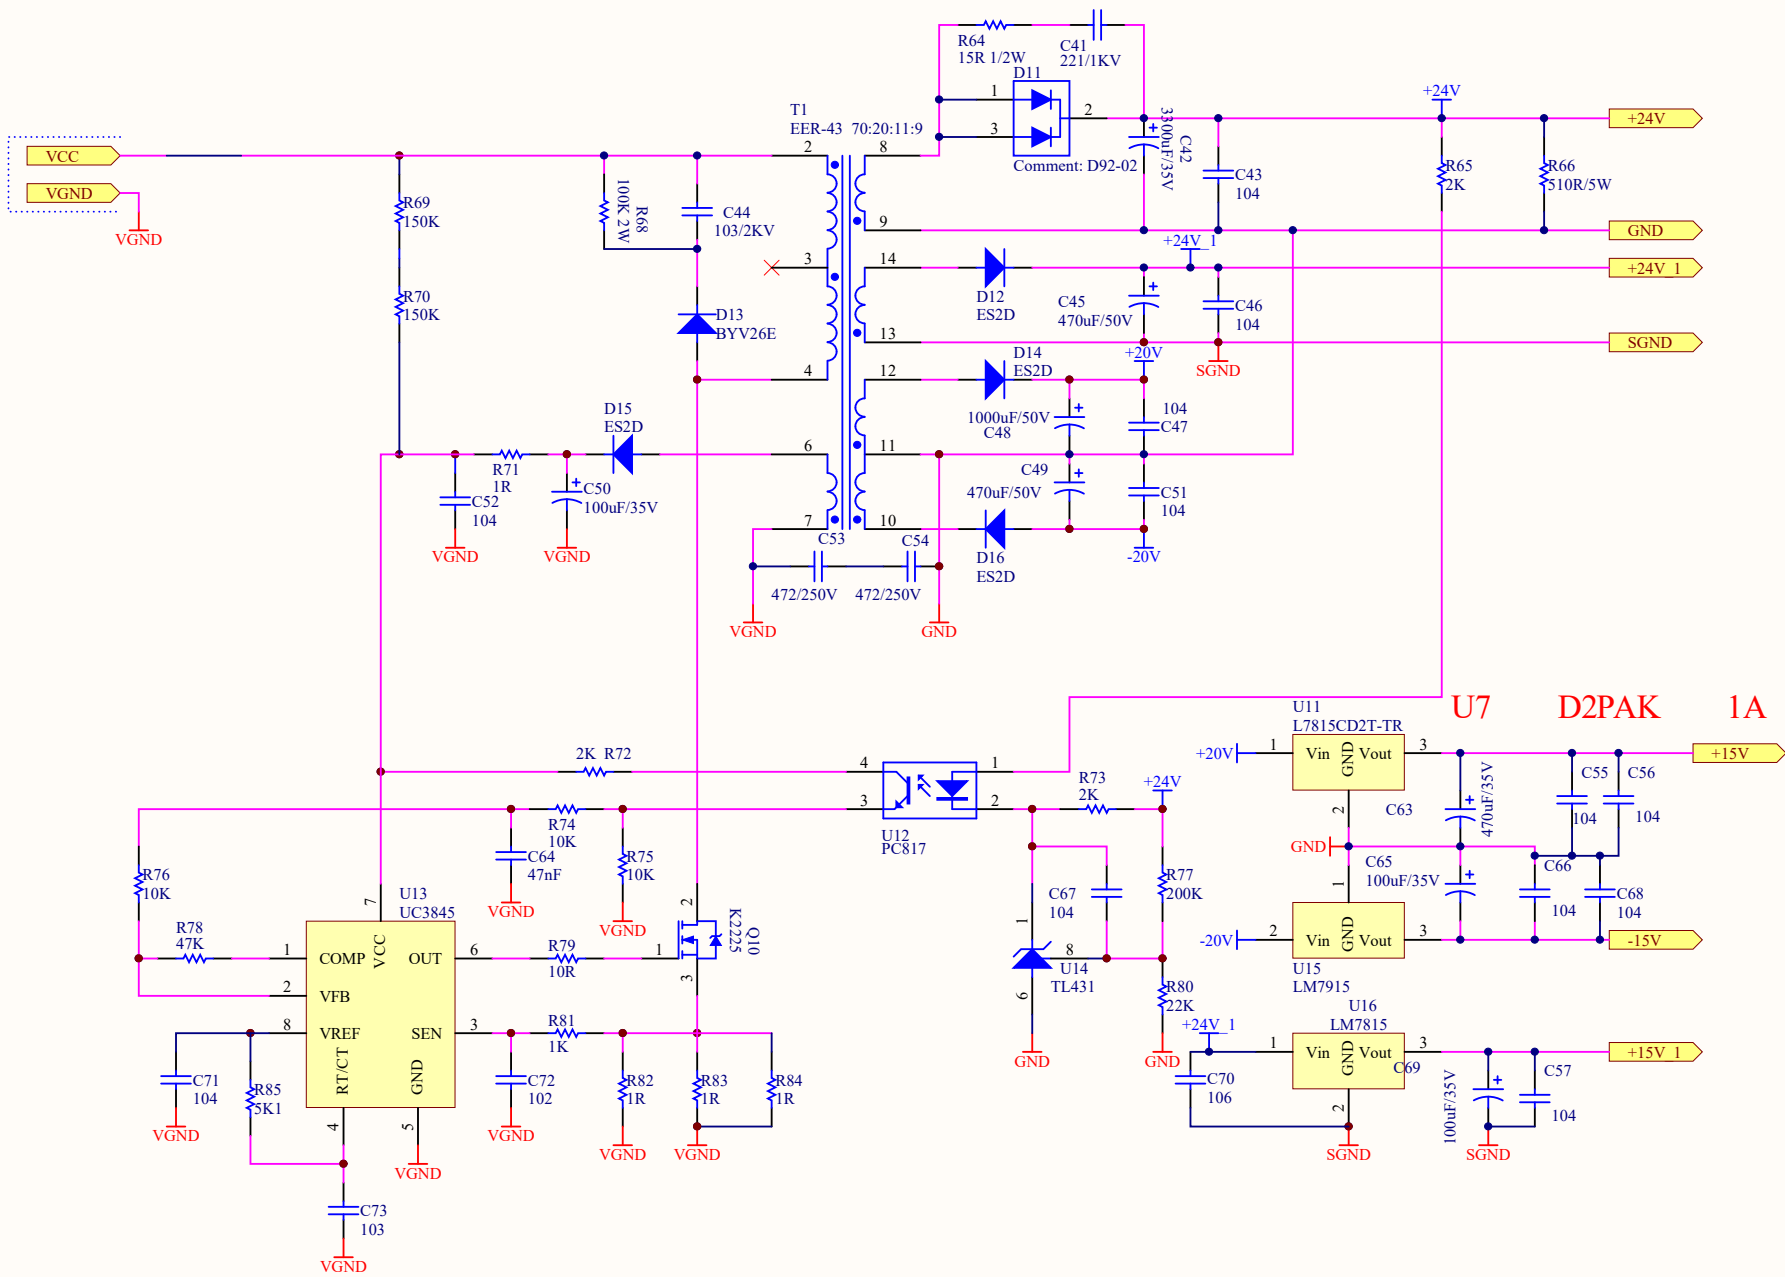 R64
15R 1/2W
C41
221/1KV
D11
1
2
3
Comment: D92-02
3300uF/35V
C42
C43
104
+24V
R65
2K
R66
510R/5W
+24V
GND
+24V_1
SGND
VCC
VGND
VGND
R69
150K
R70
150K
R68
100K 2W
C44
103/2KV
D13
BYV26E
T1
EER-43 70:20:11:9
2
3
4
6
7
8
9
14
13
12
11
10
+24V_1
D12
ES2D
C45
470uF/50V
C46
104
SGND
D14
ES2D
+20V
1000uF/50V
C48
104
C47
C49
470uF/50V
C51
104
D16
ES2D
-20V
D15
ES2D
R71
1R
C52
104
C50
100uF/35V
VGND
VGND
C53
C54
472/250V
472/250V
VGND
GND
U7 D2PAK 1A
U11
L7815CD2T-TR
+20V
1
Vin
GND
Vout
3
2
+15V
C63
470uF/35V
C55
104
C56
104
GND
C65
100uF/35V
C66
104
C68
104
1
-20V
2
Vin
GND
Vout
3
-15V
U15
LM7915
U16
LM7815
+24V_1
1
Vin
GND
Vout
3
2
C69
+15V_1
C70
106
100uF/35V
C57
104
SGND
SGND
2K R72
4
3
1
2
U12
PC817
R73
2K
+24V
R74
10K
C64
47nF
R75
10K
VGND
VGND
R76
10K
R78
47K
U13
UC3845
7
VCC
1
COMP
2
VFB
8
VREF
OUT
6
SEN
3
RT/CT
GND
4
5
R79
10R
1
2
3
Q10
K2225
R81
1K
C72
102
R82
1R
R83
1R
R84
1R
VGND
VGND
VGND
C71
104
R85
5K1
VGND
VGND
C73
103
VGND
C67
104
R77
200K
1
8
6
U14
TL431
R80
22K
GND
GND